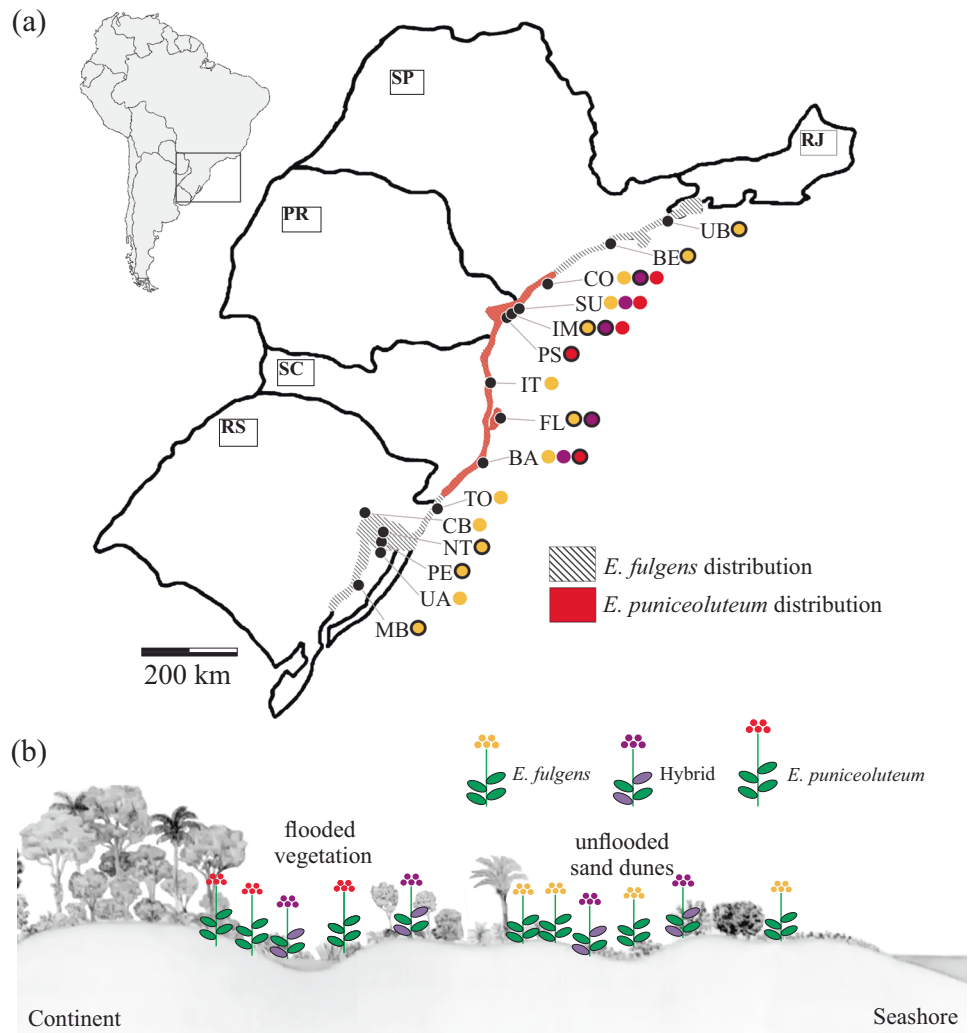 (a)
SP
RJ
PR
UB
BE
CO
SU
IM
PS
SC
IT
RS
FL
BA
TO
CB
NT
PE
UA
MB
E. fulgens distribution
E. puniceoluteum distribution
200 km
(b)
E. fulgens
Hybrid
E. puniceoluteum
flooded
vegetation
unflooded
sand dunes
Continent
Seashore